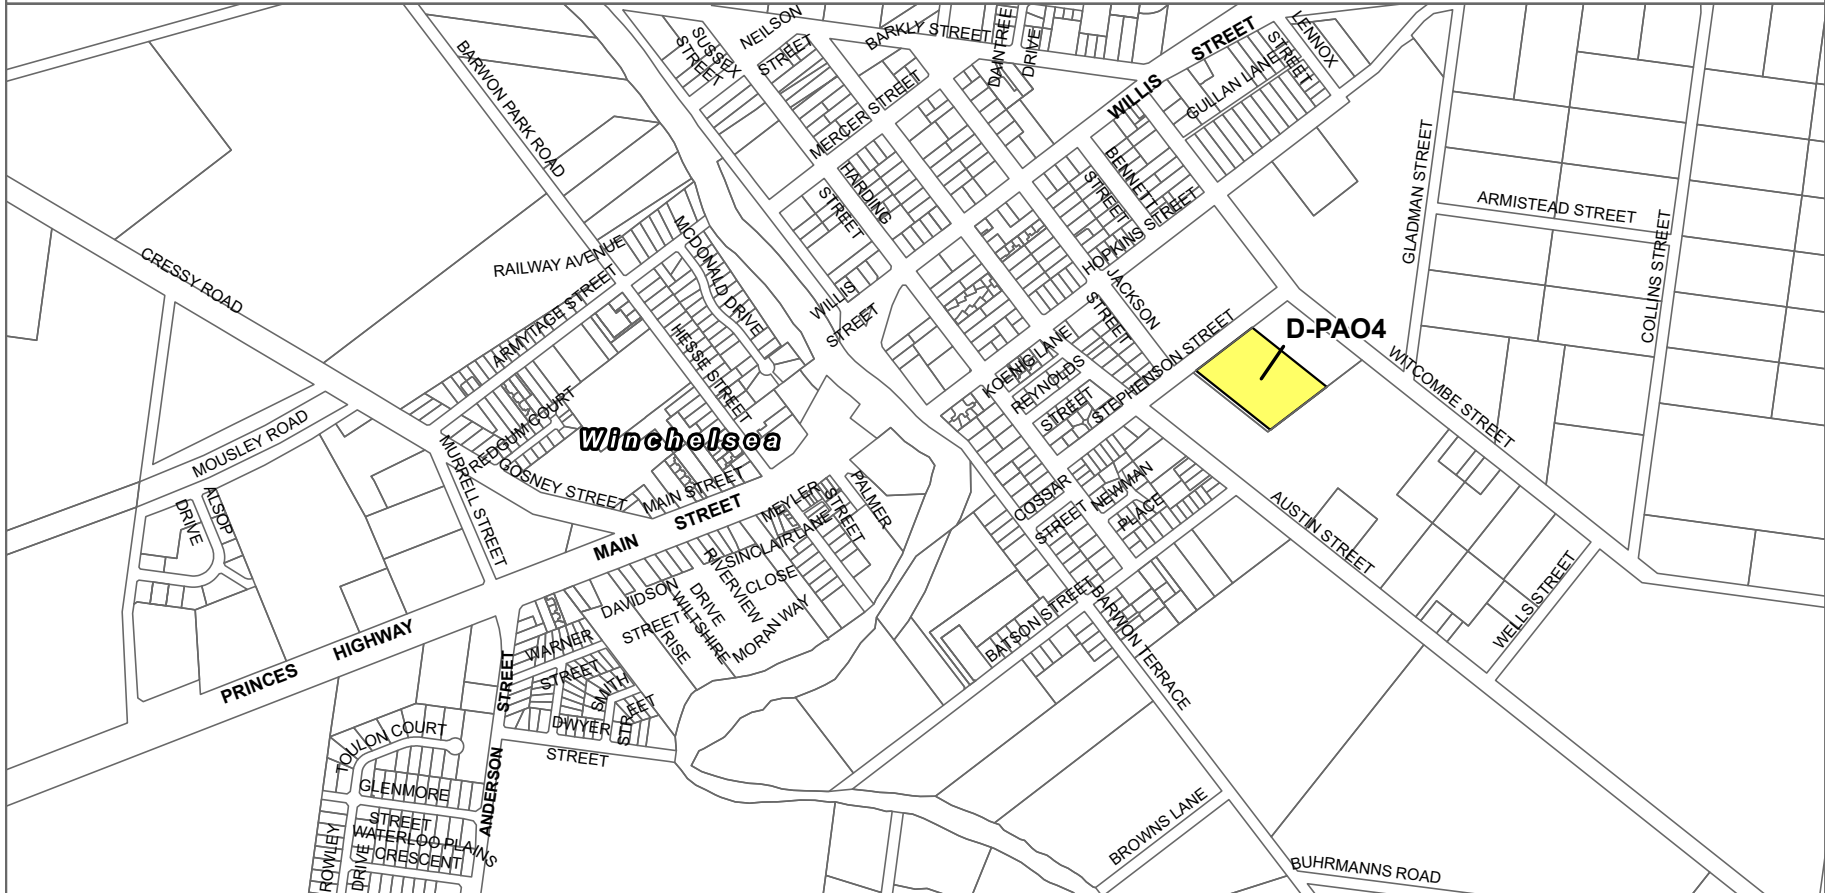 SUSSEX
STREET
NEILSON
STREET
BARKLY STREET
DAINTREE
DRIVE
WILLIS STREET
LENNOX
STREET
GULLAN LANE
BARWON PARK ROAD
MERCER STREET
HARDING
STREET
BENNETT
STREET
HOPKINS STREET
GLADMAN STREET
ARMISTEAD STREET
COLLINS STREET
CRESSY ROAD
RAILWAY AVENUE
MCDONALD DRIVE
ARMYTAGE STREET
HESSE STREET
WILLIS
STREET
JACKSON
STREET
D-PAO4
KOENIG LANE
REYNOLDS
STREET
STEPHENSON STREET
WITCOMBE STREET
REDGUM COURT
Winchelsea
MOUSLEY ROAD
MURRELL STREET
GOSNEY STREET
MAIN STREET
MAIN STREET
MEYLER
STREET
PALMER
SINCLAIR LANE
COSSAR
STREET
NEWMAN
PLACE
AUSTIN STREET
ALSOP
DRIVE
RIVERVIEW
DRIVE
CLOSE
DAVIDSON
STREET
WILTSHIRE
RISE
MORAN WAY
BATSON STREET
BARWON TERRACE
WELLS STREET
PRINCES HIGHWAY
WARNER
STREET
SMITH
STREET
DWYER
STREET
ANDERSON STREET
TOULON COURT
GLENMORE
STREET
WATERLOO PLAINS
CRESCENT
ROWLEY
DRIVE
BROWNS LANE
BUHRMANNS ROAD